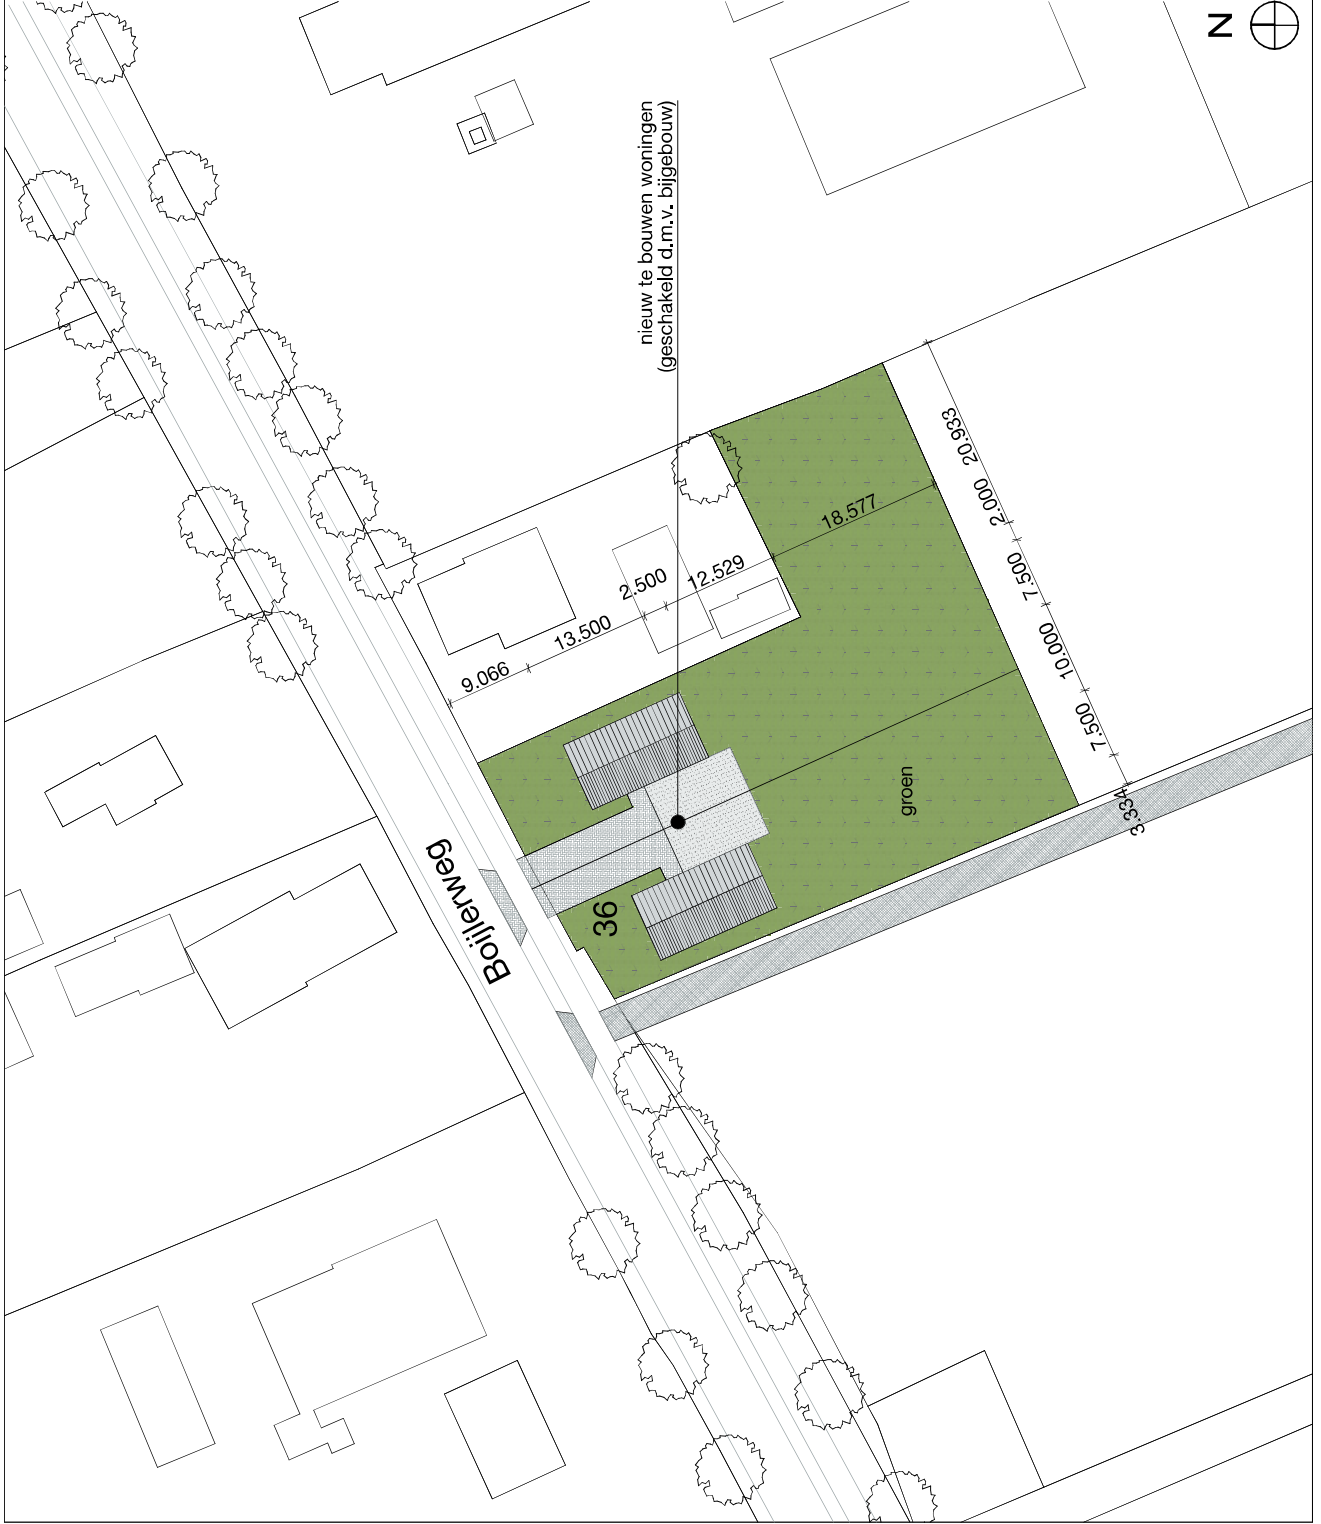 N
nieuw te bouwen woningen
(geschakeld d.m.v. bijgebouw)
Boijlerweg
36
groen
9.066
13.500
2.500
12.529
18.577
3.334
7.500
10.000
7.500
2.000
20.933